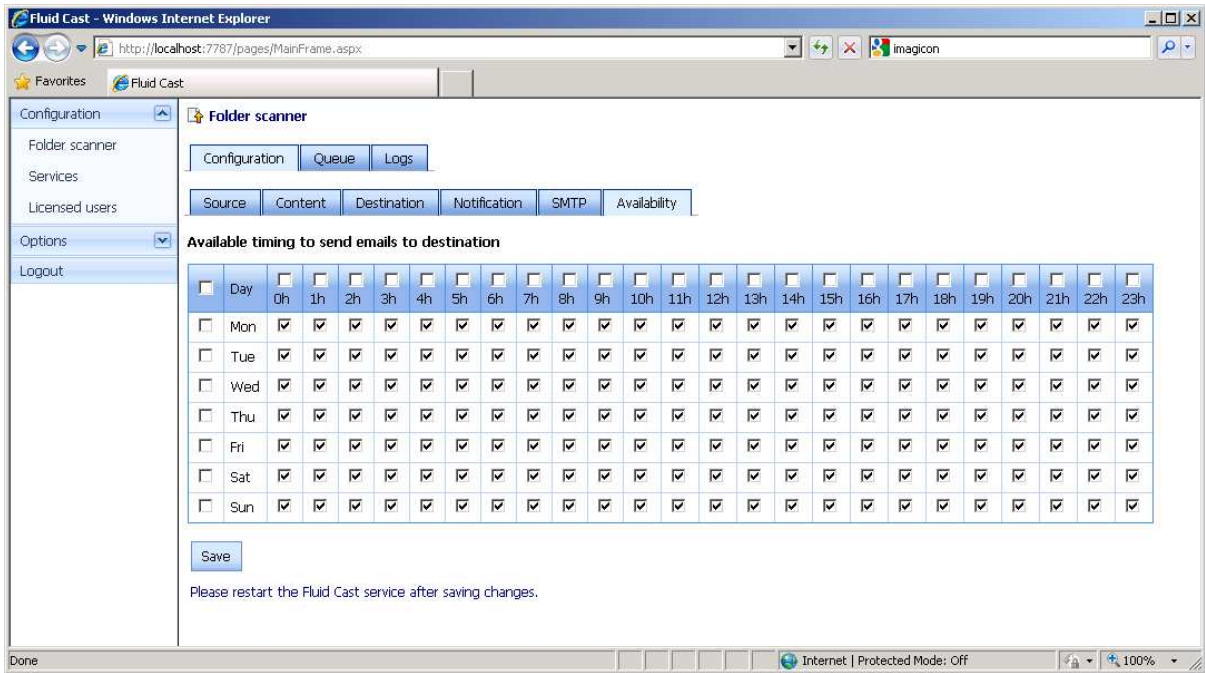 Fluid Cast - Windows Internet Explorer
http://localhost:7787/pages/MainFrame.aspx
imagicon
Favorites
Fluid Cast
Configuration
Folder scanner
Services
Licensed users
Options
Logout
Folder scanner
Configuration Queue Logs
Source Content Destination Notification SMTP Availability
Available timing to send emails to destination
Day 0h 1h 2h 3h 4h 5h 6h 7h 8h 9h 10h 11h 12h 13h 14h 15h 16h 17h 18h 19h 20h 21h 22h 23h
Mon
Tue
Wed
Thu
Fri
Sat
Sun
Save
Please restart the Fluid Cast service after saving changes.
Done
Internet | Protected Mode: Off
100%